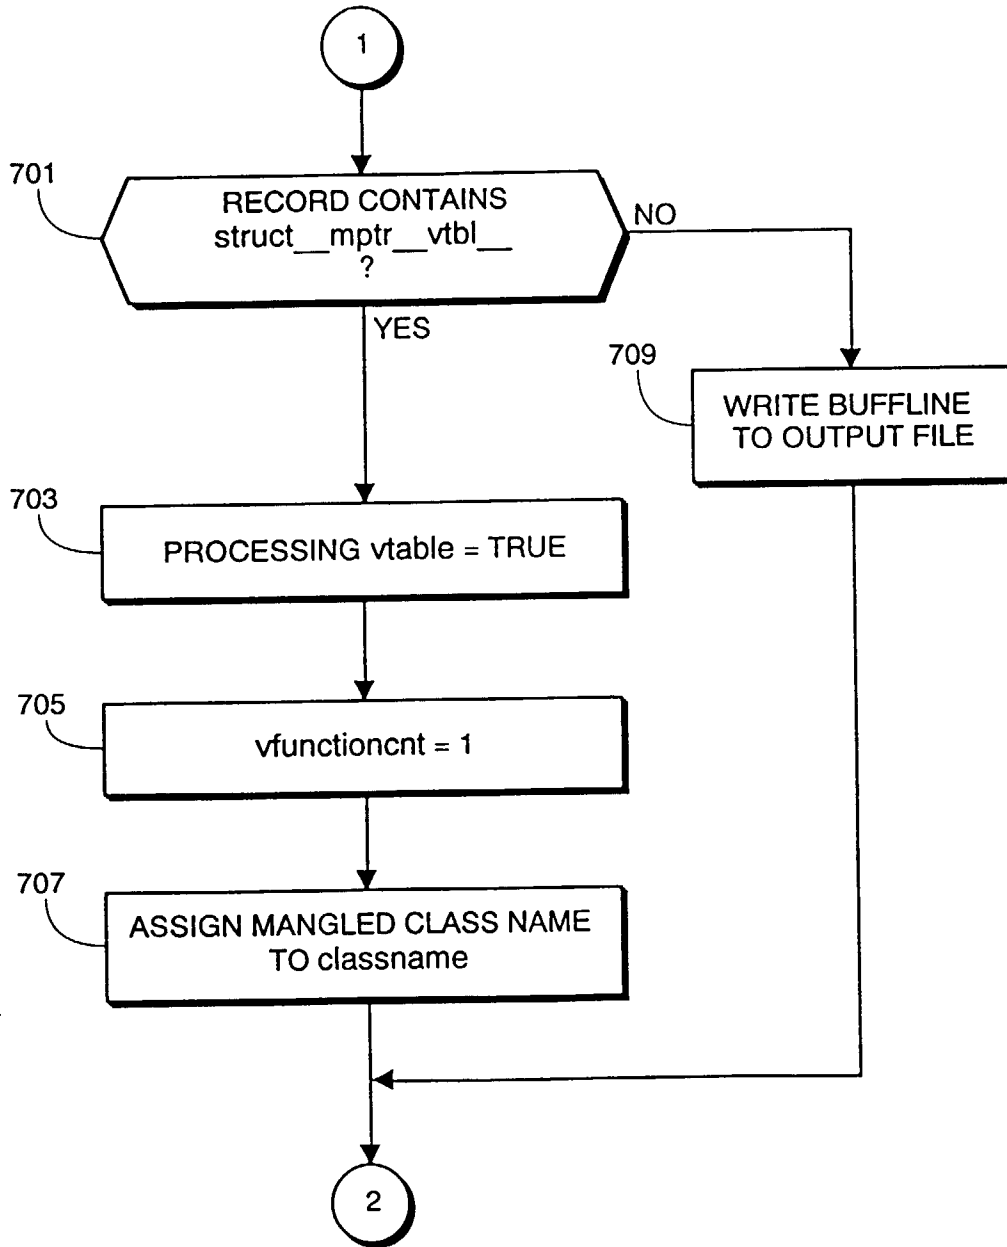 1
701
RECORD CONTAINS
struct__mptr__vtbl__
?
NO
YES
709
WRITE BUFFLINE
TO OUTPUT FILE
703
PROCESSING vtable = TRUE
705
vfunctioncnt = 1
707
ASSIGN MANGLED CLASS NAME
TO classname
2